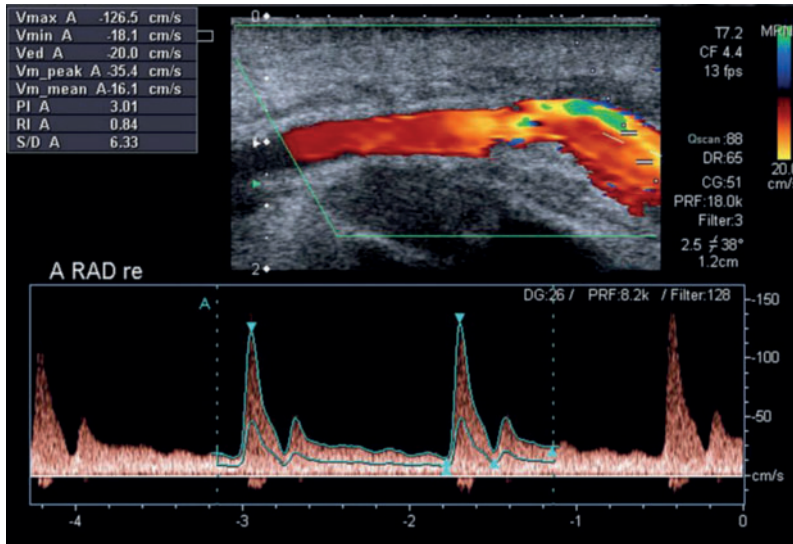 Vmax A -126.5 cm/s
Vmin A -18.1 cm/s
Ved A -20.0 cm/s
Vm_peak A -35.4 cm/s
Vm_mean A-16.1 cm/s
PI A 3.01
RI A 0.84
S/D A 6.33
0
2
T7.2
CF 4.4
13 fps
Qscan :88
DR:65
CG:51
PRF:18.0k
Filter:3
2.5 ≠38°
1.2cm
20.0
cm/s
A RAD re
A
DG:26 / PRF:8.2k / Filter:128
-150
-100
-50
-cm/s
-4 -3 -2 -1 0